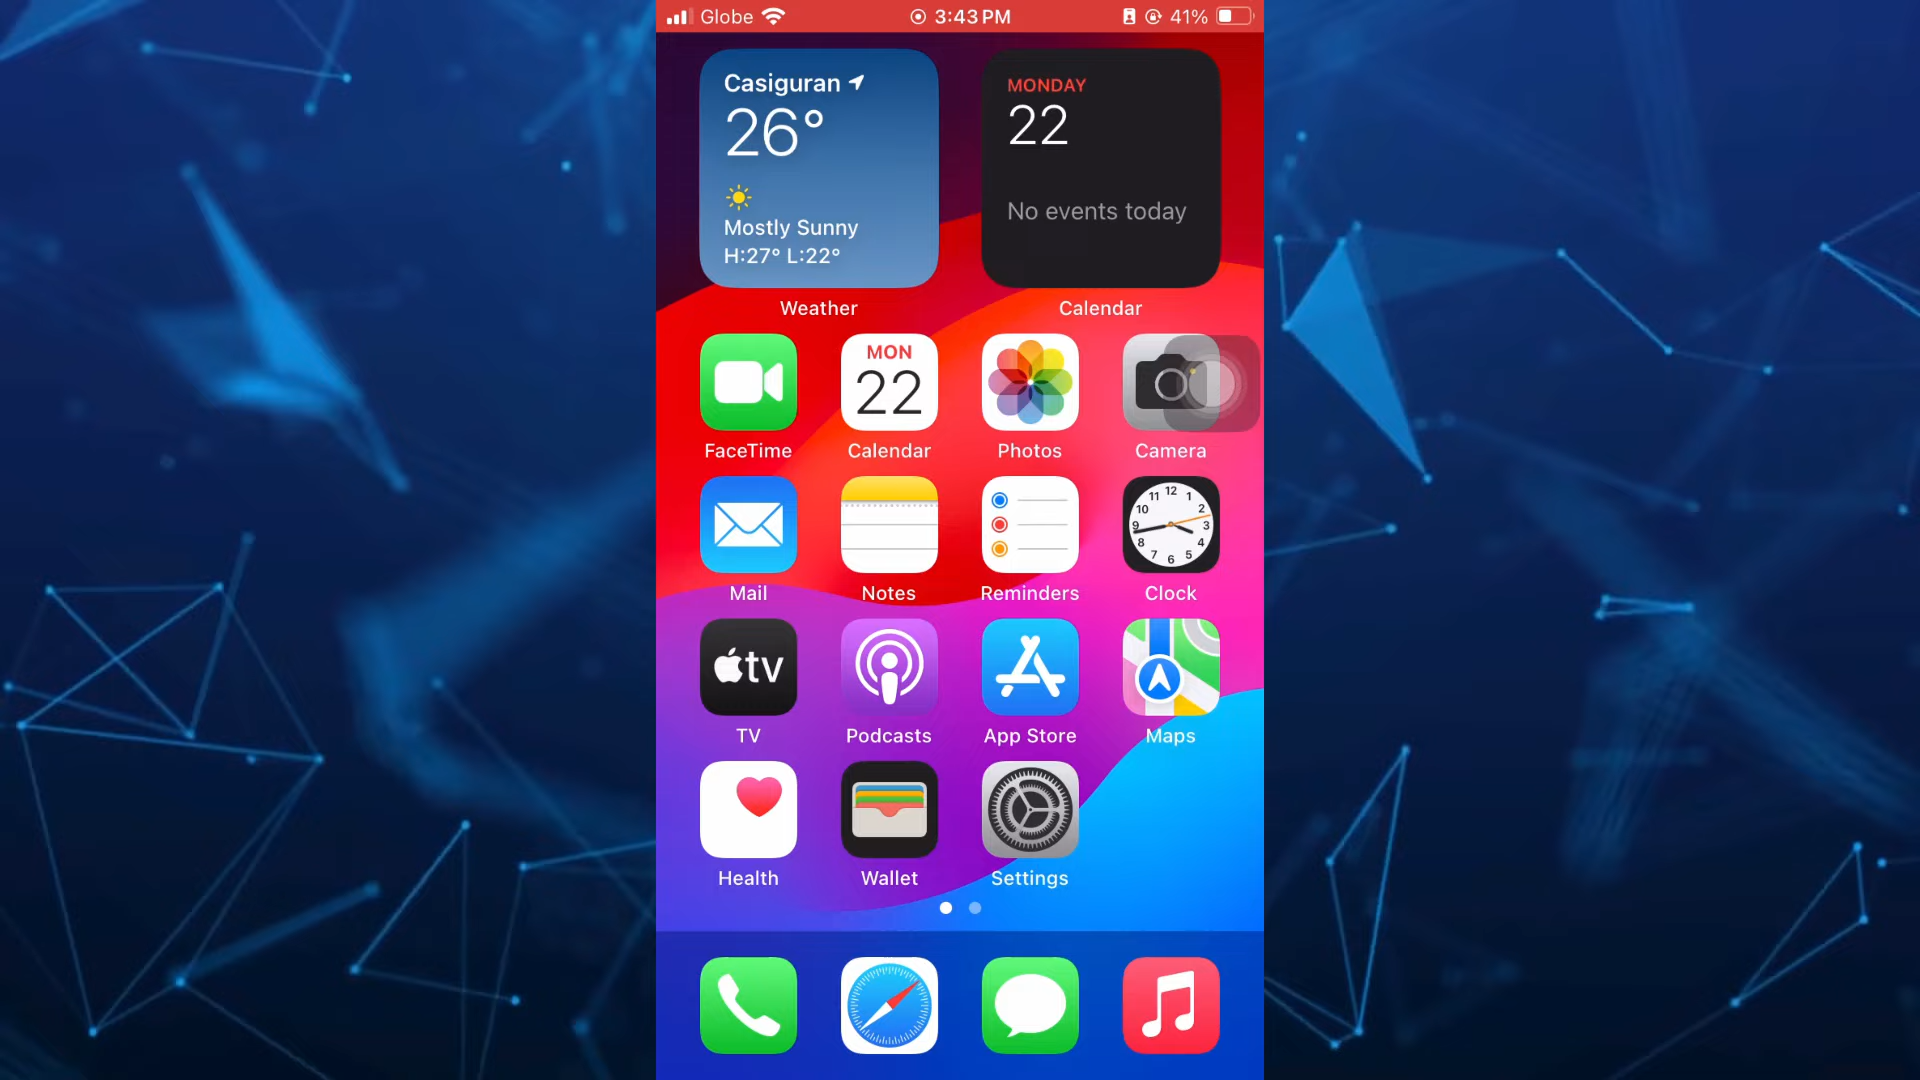 Globe 3:43 PM 41%
Casiguran
26°
Mostly Sunny
H:27° L:22°
Weather
MONDAY
22
No events today
Calendar
FaceTime
MON
22
Calendar
Photos
Camera
Mail
Notes
Reminders
12
1
2
3
4
5
6
7
8
9
10
11
Clock
tv
TV
Podcasts
App Store
Maps
Health
Wallet
Settings